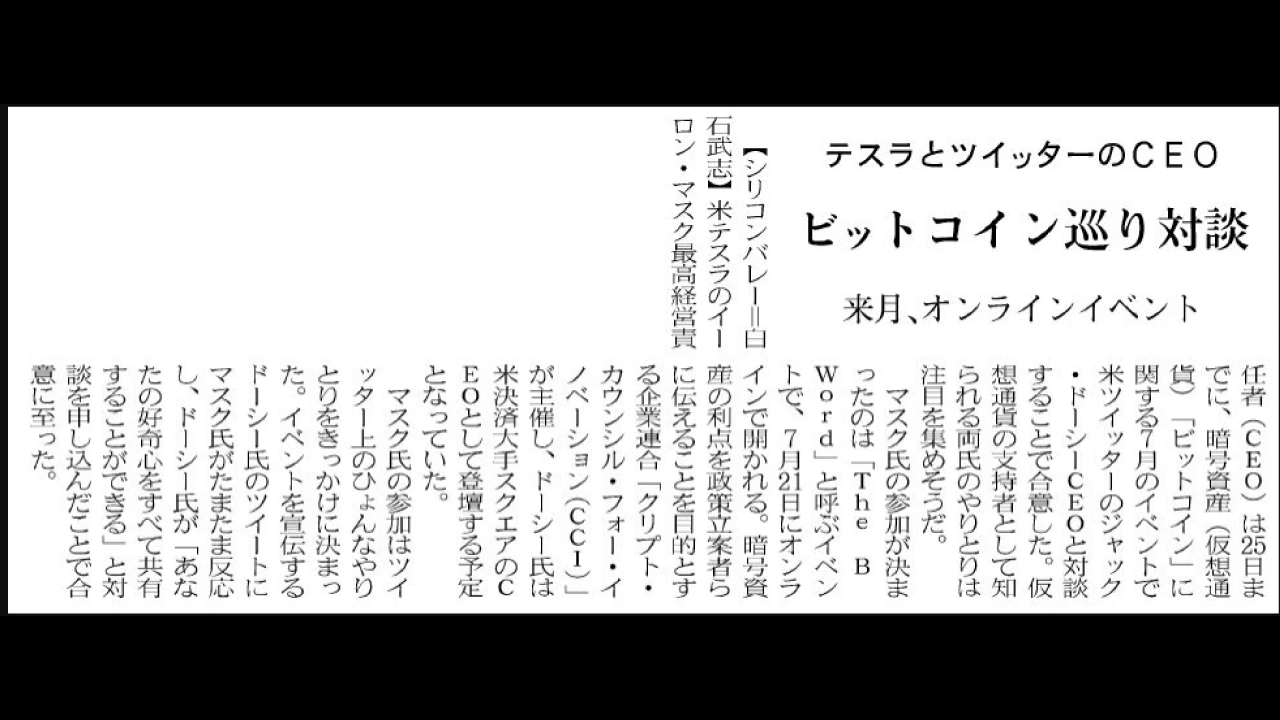 テスラとツイッターのCEO
ビットコイン巡り対談
来月、オンラインイベント
【シリコンバレー＝白
石武志】米テスラのイー
ロン・マスク最高経営責
任者（CEO）は25日ま
でに、暗号資産（仮想通
貨）「ビットコイン」に
関する7月のイベントで
米ツイッターのジャック
・ドーシーCEOと対談
することで合意した。仮
想通貨の支持者として知
られる両氏のやりとりは
注目を集めそうだ。
マスク氏の参加が決ま
ったのは「The B
Word」と呼ぶイベン
トで、7月21日にオンラ
インで開かれる。暗号資
産の利点を政策立案者ら
に伝えることを目的とす
る企業連合「クリプト・
カウンシル・フォー・イ
ノベーション（CCI）」
が主催し、ドーシー氏は
米決済大手スクエアのC
EOとして登壇する予定
となっていた。
マスク氏の参加はツイ
ッター上のひょんなやり
とりをきっかけに決まっ
た。イベントを宣伝する
ドーシー氏のツイートに
マスク氏がたまたま反応
し、ドーシー氏が「あな
たの好奇心をすべて共有
することができる」と対
談を申し込んだことで合
意に至った。